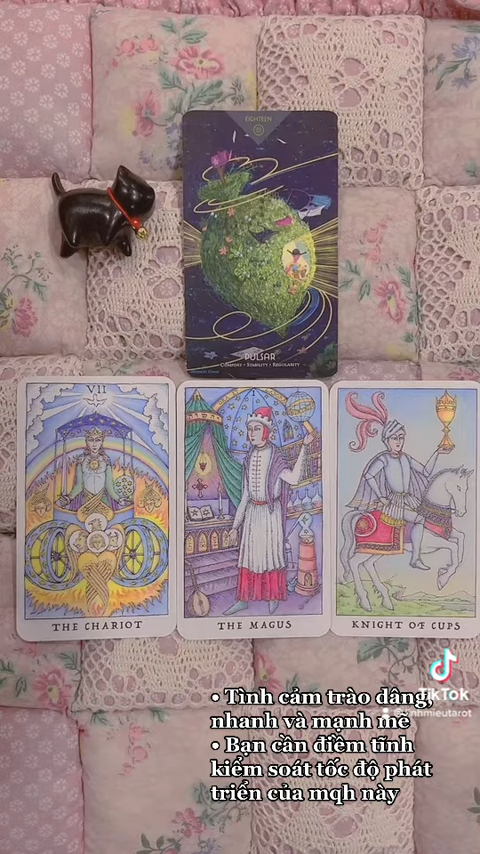 EIGHTEEN
PULSAR
COMFORT • STABILITY • REGULARITY
VII
THE CHARIOT
THE MAGUS
KNIGHT OF CUPS
TikTok
• Tình cảm trào dâng,
nhanh và mạnh mẽ
• Bạn cần điềm tĩnh
kiểm soát tốc độ phát
triển của mqh này